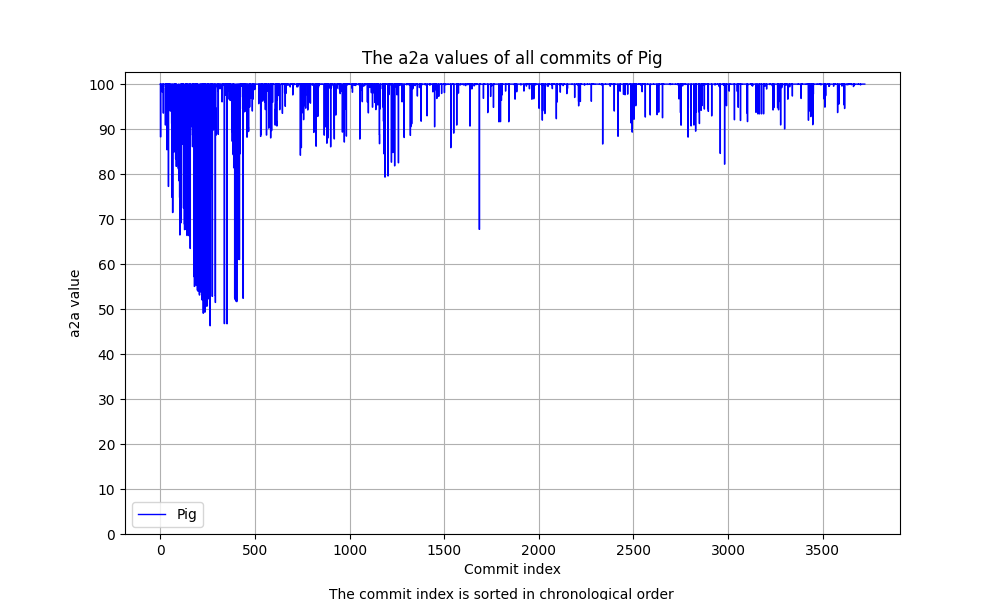 The a2a values of all commits of Pig
100
90
80
70
60
50
40
30
20
10
0
a2a value
Pig
0 500 1000 1500 2000 2500 3000 3500
Commit index
The commit index is sorted in chronological order